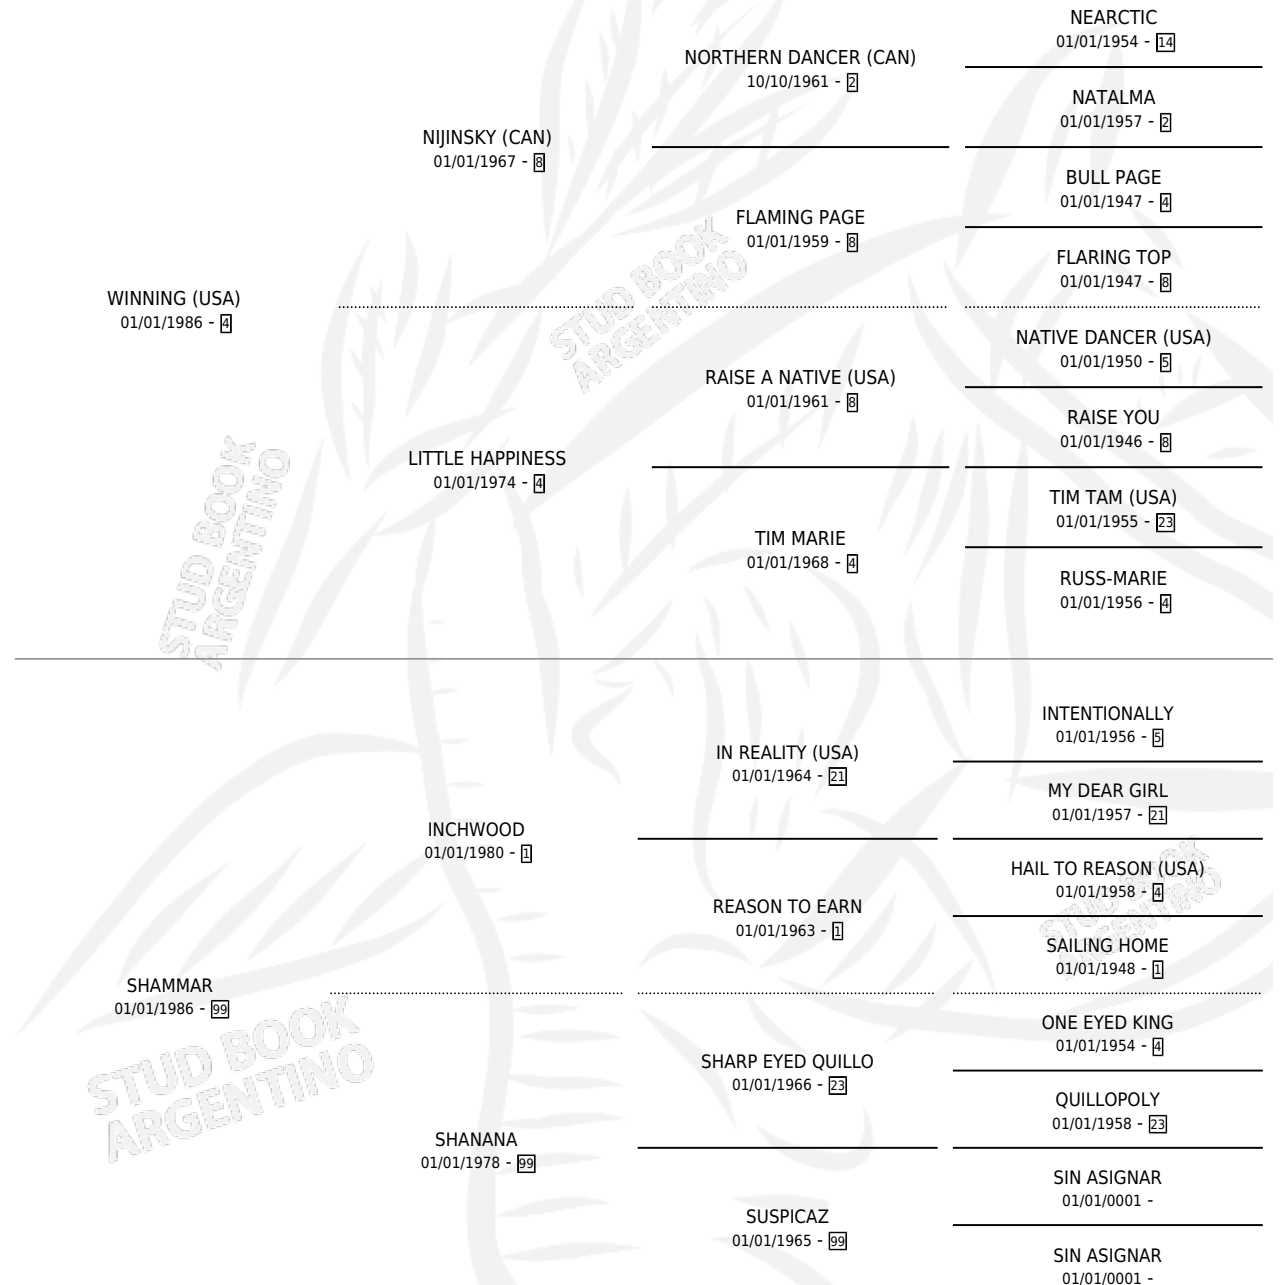 NEARCTIC
01/01/1954 - 14
NORTHERN DANCER (CAN)
10/10/1961 - 2
NATALMA
01/01/1957 - 2
NIJINSKY (CAN)
01/01/1967 - 8
BULL PAGE
01/01/1947 - 4
FLAMING PAGE
01/01/1959 - 8
FLARING TOP
01/01/1947 - 8
WINNING (USA)
01/01/1986 - 4
STUD BOOK
ARGENTINO
NATIVE DANCER (USA)
01/01/1950 - 5
RAISE A NATIVE (USA)
01/01/1961 - 8
RAISE YOU
01/01/1946 - 8
LITTLE HAPPINESS
01/01/1974 - 4
TIM TAM (USA)
01/01/1955 - 23
TIM MARIE
01/01/1968 - 4
RUSS-MARIE
01/01/1956 - 4
STUD BOOK
ARGENTINO
INTENTIONALLY
01/01/1956 - 5
IN REALITY (USA)
01/01/1964 - 21
MY DEAR GIRL
01/01/1957 - 21
INCHWOOD
01/01/1980 - 1
HAIL TO REASON (USA)
01/01/1958 - 4
REASON TO EARN
01/01/1963 - 1
STUD BOOK
ARGENTINO
SAILING HOME
01/01/1948 - 1
SHAMMAR
01/01/1986 - 99
ONE EYED KING
01/01/1954 - 4
SHARP EYED QUILLO
01/01/1966 - 23
STUD BOOK
ARGENTINO
QUILLOPOLY
01/01/1958 - 23
SHANANA
01/01/1978 - 99
SIN ASIGNAR
01/01/0001 -
SUSPICAZ
01/01/1965 - 99
SIN ASIGNAR
01/01/0001 -